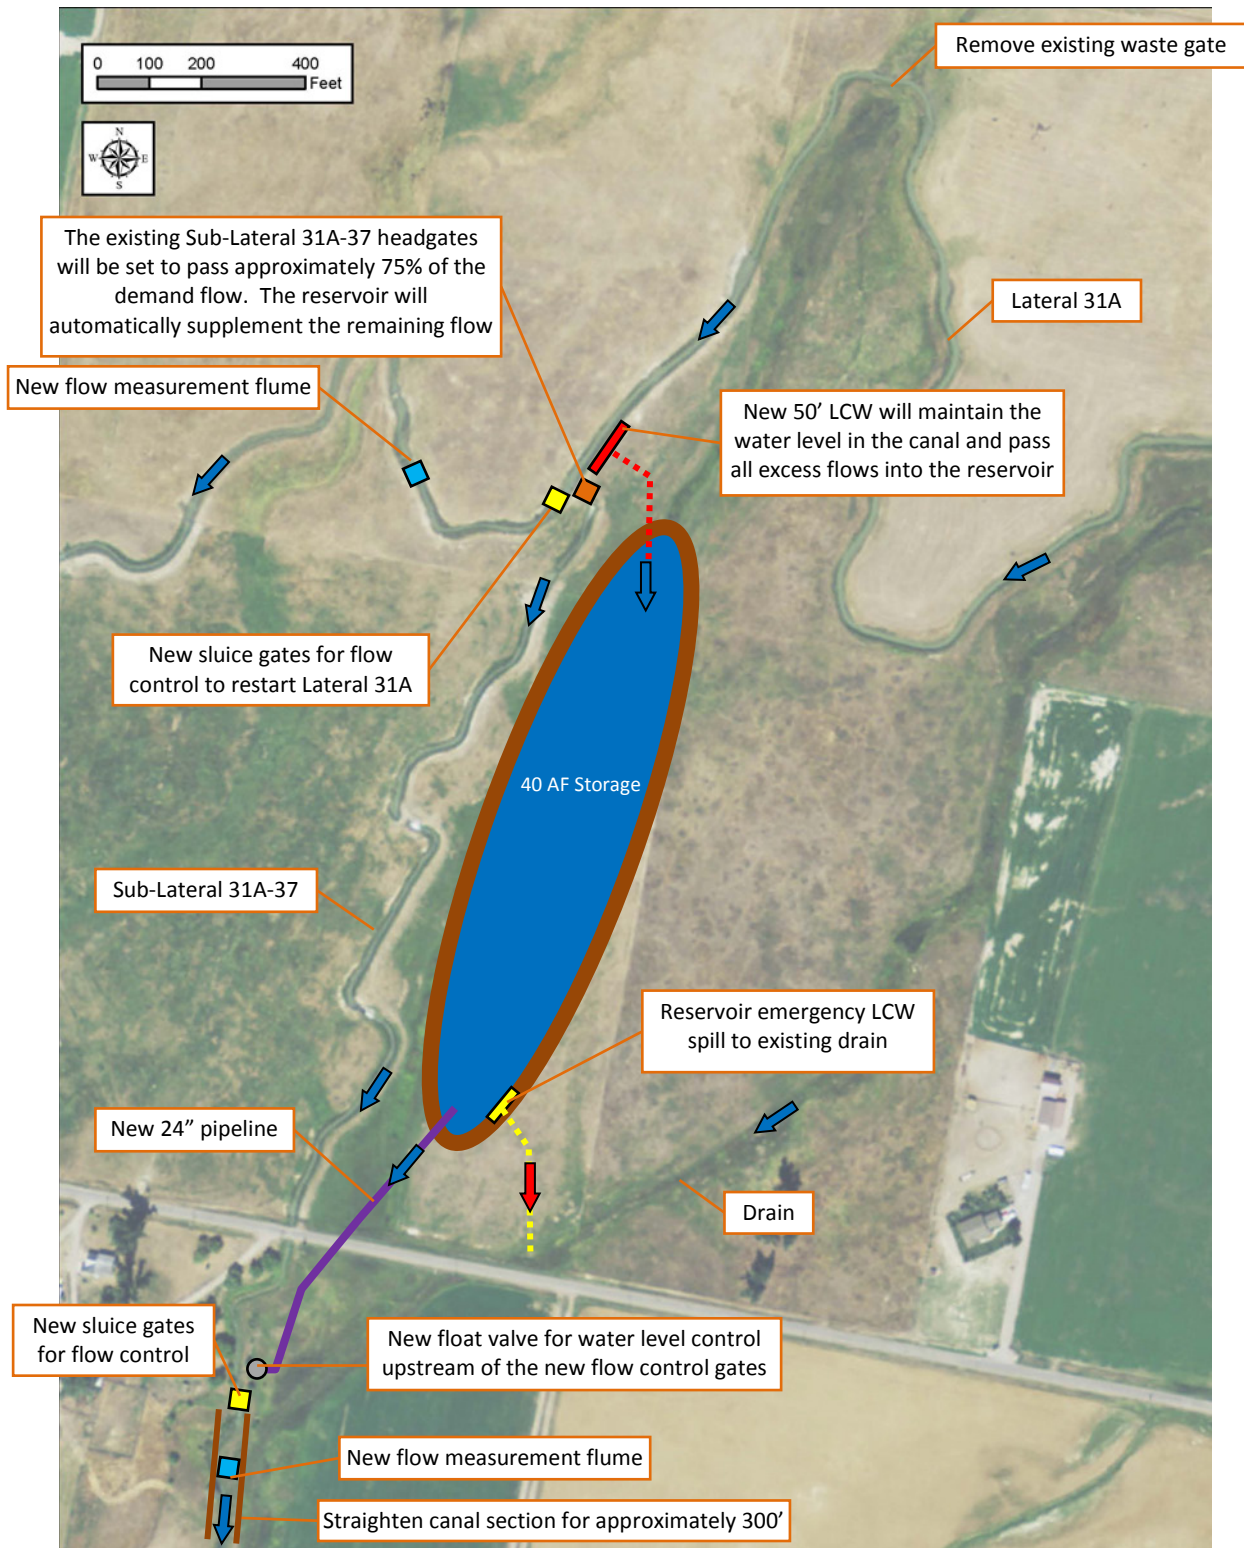 Remove existing waste gate
0 100 200 400
Feet
N
W E
S
The existing Sub-Lateral 31A-37 headgates
will be set to pass approximately 75% of the
demand flow.  The reservoir will
automatically supplement the remaining flow
Lateral 31A
New flow measurement flume
New 50’ LCW will maintain the
water level in the canal and pass
all excess flows into the reservoir
New sluice gates for flow
control to restart Lateral 31A
40 AF Storage
Sub-Lateral 31A-37
Reservoir emergency LCW
spill to existing drain
New 24” pipeline
Drain
New sluice gates
for flow control
New float valve for water level control
upstream of the new flow control gates
New flow measurement flume
Straighten canal section for approximately 300’